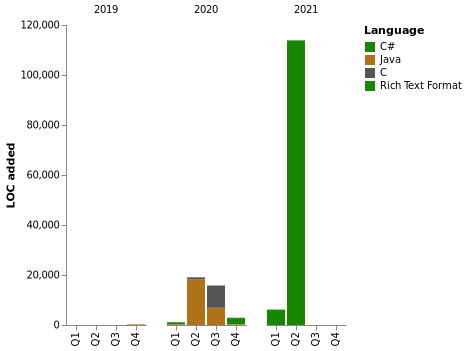 2019 2020 2021
Language
C#
Java
C
Rich Text Format
LOC added
120,000
100,000
80,000
60,000
40,000
20,000
0
Q1 Q2 Q3 Q4 Q1 Q2 Q3 Q4 Q1 Q2 Q3 Q4